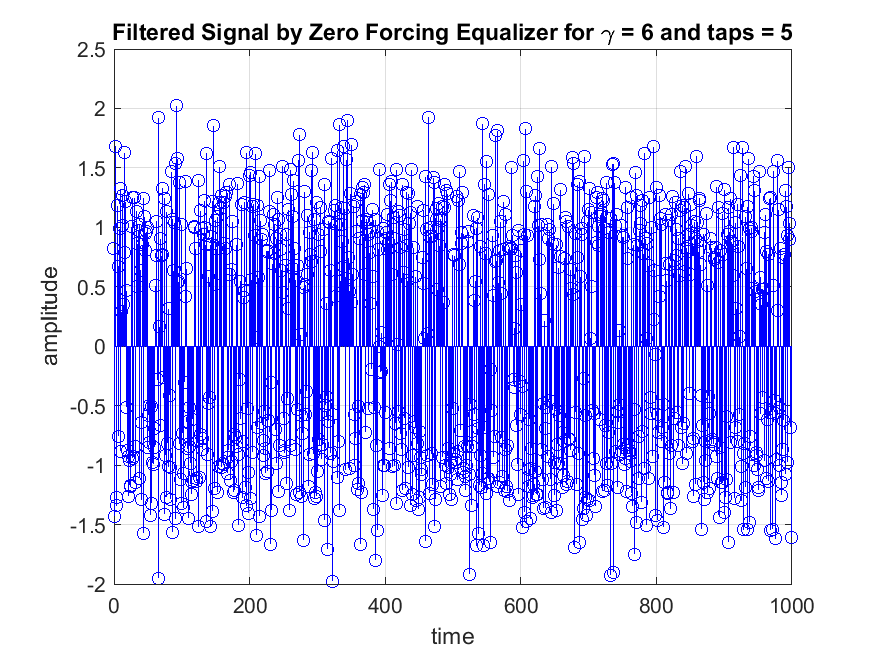 Filtered Signal by Zero Forcing Equalizer for γ = 6 and taps = 5
2.5
2
1.5
1
0.5
0
-0.5
-1
-1.5
-2
amplitude
0 200 400 600 800 1000
time